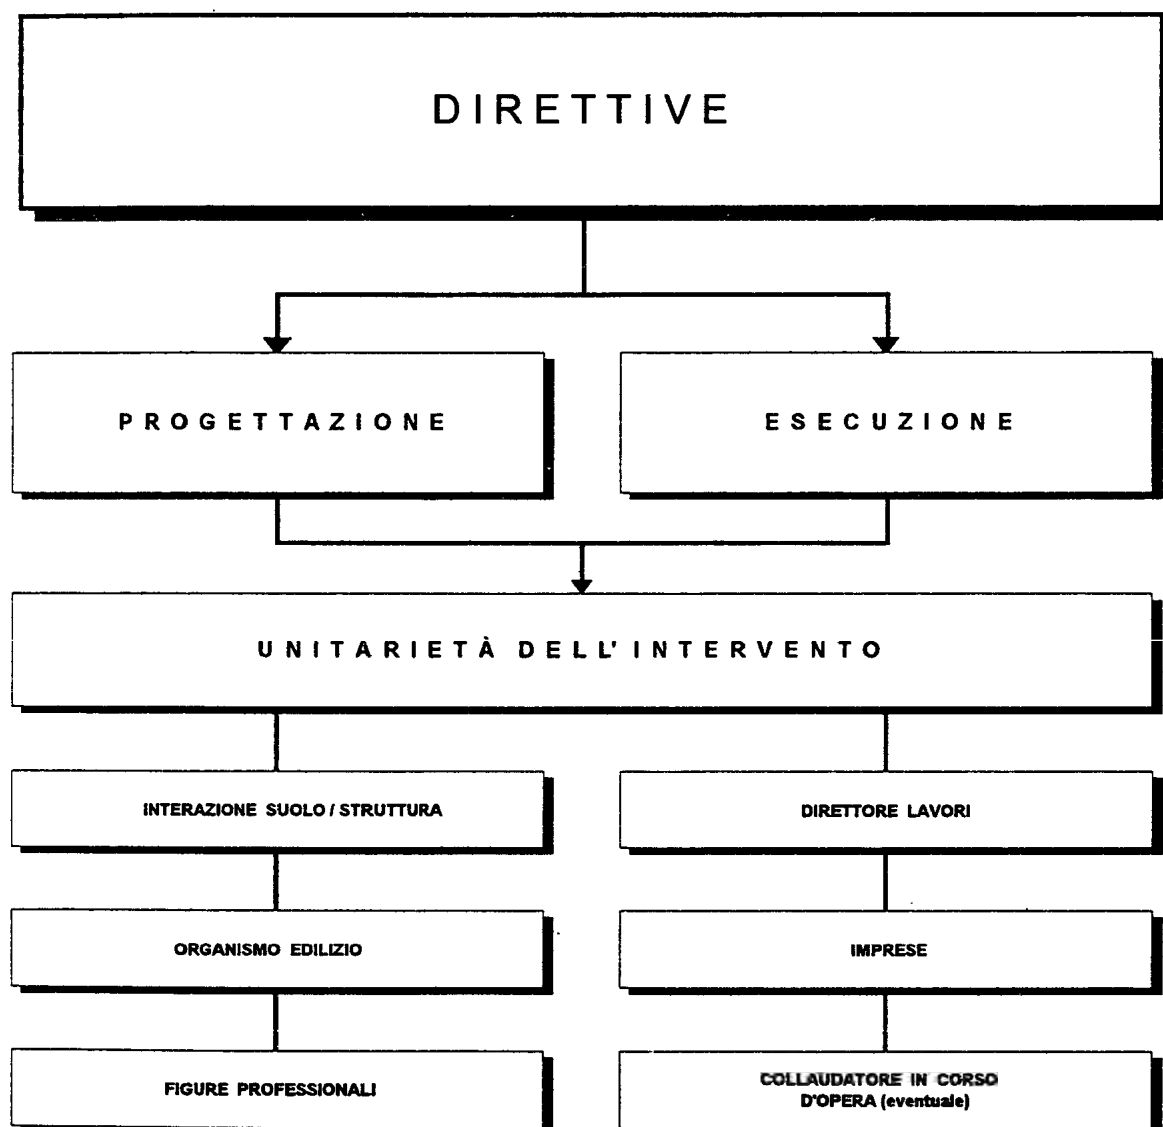 DIRETTIVE
PROGETTAZIONE
ESECUZIONE
UNITARIETÀ DELL' INTERVENTO
INTERAZIONE SUOLO / STRUTTURA
DIRETTORE LAVORI
ORGANISMO EDILIZIO
IMPRESE
FIGURE PROFESSIONALI
COLLAUDATORE IN CORSO
D'OPERA (eventuale)